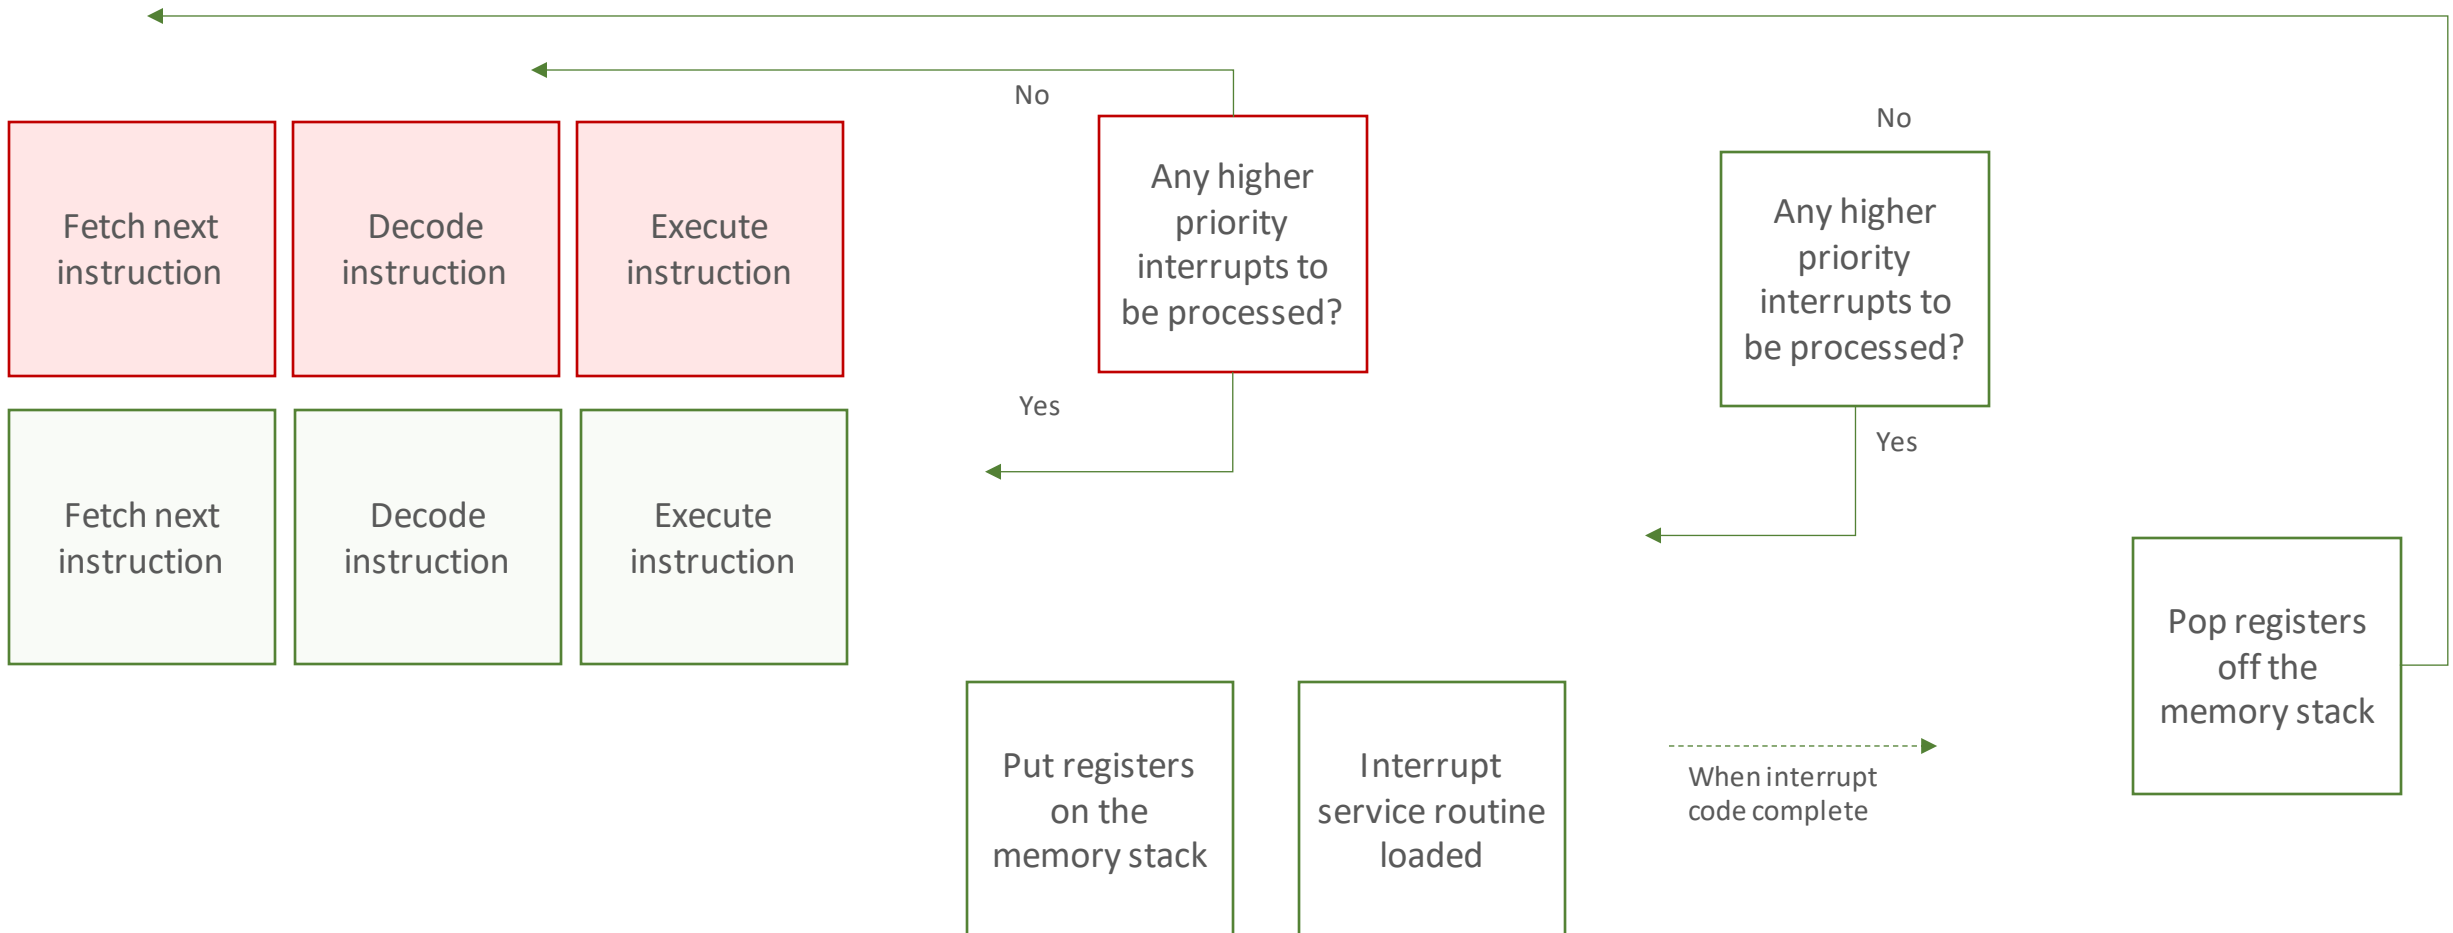 No
Fetch next
instruction
Decode
instruction
Execute
instruction
Any higher
priority
interrupts to
be processed?
No
Any higher
priority
interrupts to
be processed?
Yes
Yes
Fetch next
instruction
Decode
instruction
Execute
instruction
Put registers
on the
memory stack
Interrupt
service routine
loaded
When interrupt
code complete
Pop registers
off the
memory stack